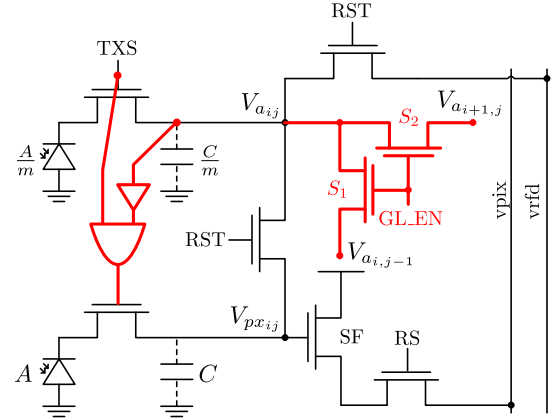 RST
TXS
V_{a_{ij}}
S_2
V_{a_{i+1,j}}
A/m
C/m
S_1
GL_EN
vpix
vrfd
RST
V_{a_{i,j-1}}
V_{px_{ij}}
SF
RS
A
C